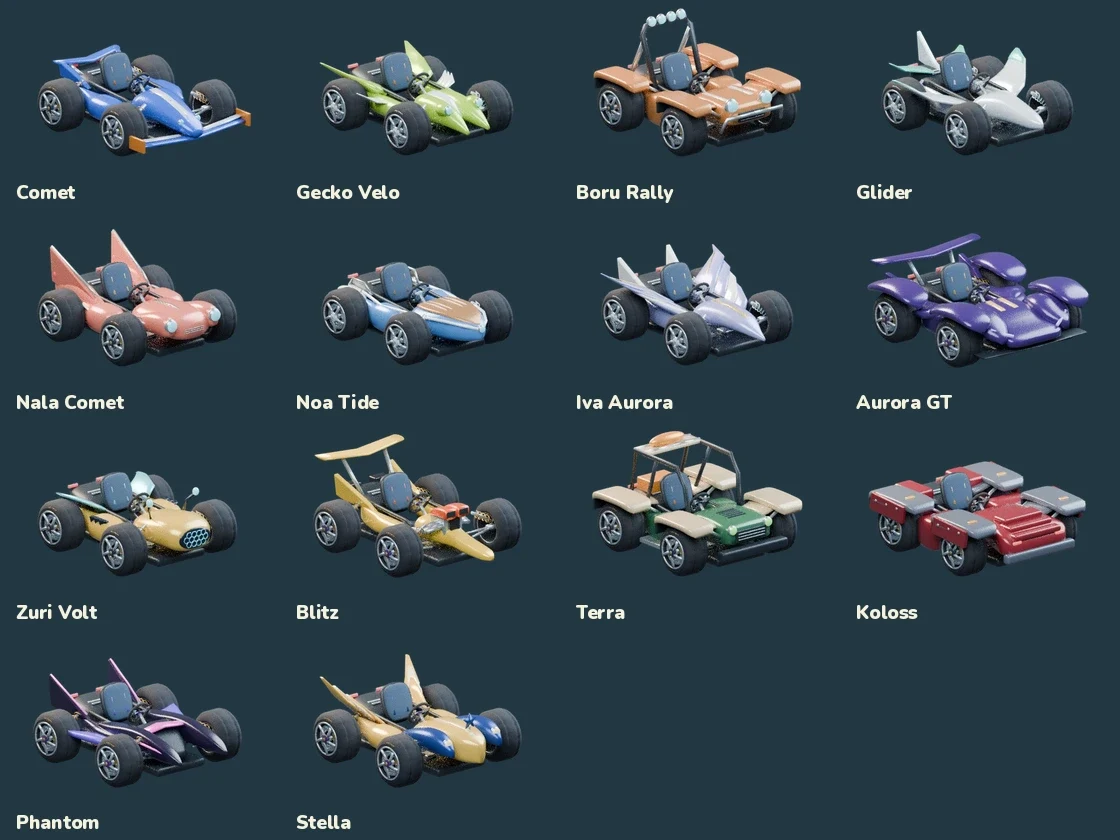 Comet
Gecko Velo
Boru Rally
Glider
Nala Comet
Noa Tide
Iva Aurora
Aurora GT
Zuri Volt
Blitz
Terra
Koloss
Phantom
Stella